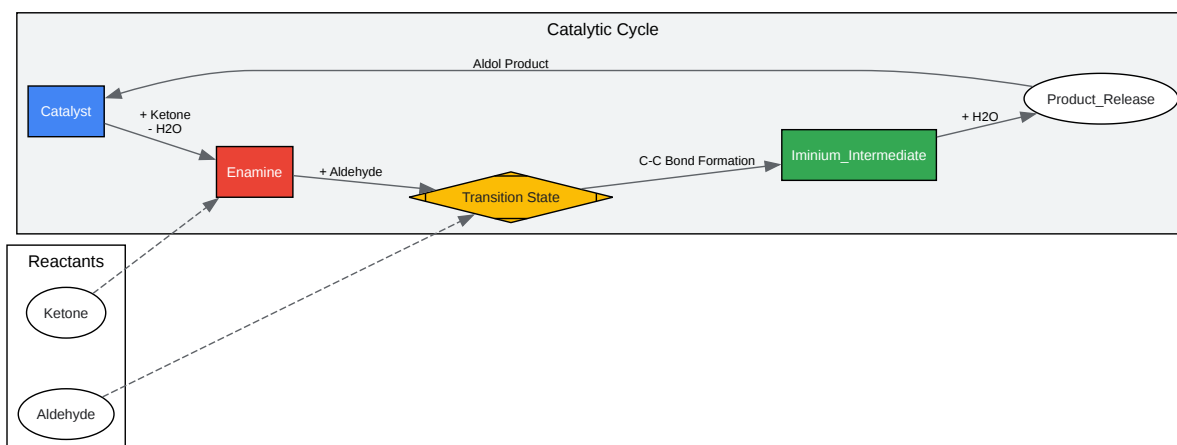 Catalytic Cycle
Aldol Product
Catalyst
+ Ketone
- H2O
Enamine
+ Aldehyde
Transition State
C-C Bond Formation
Iminium_Intermediate
+ H2O
Product_Release
Reactants
Ketone
Aldehyde